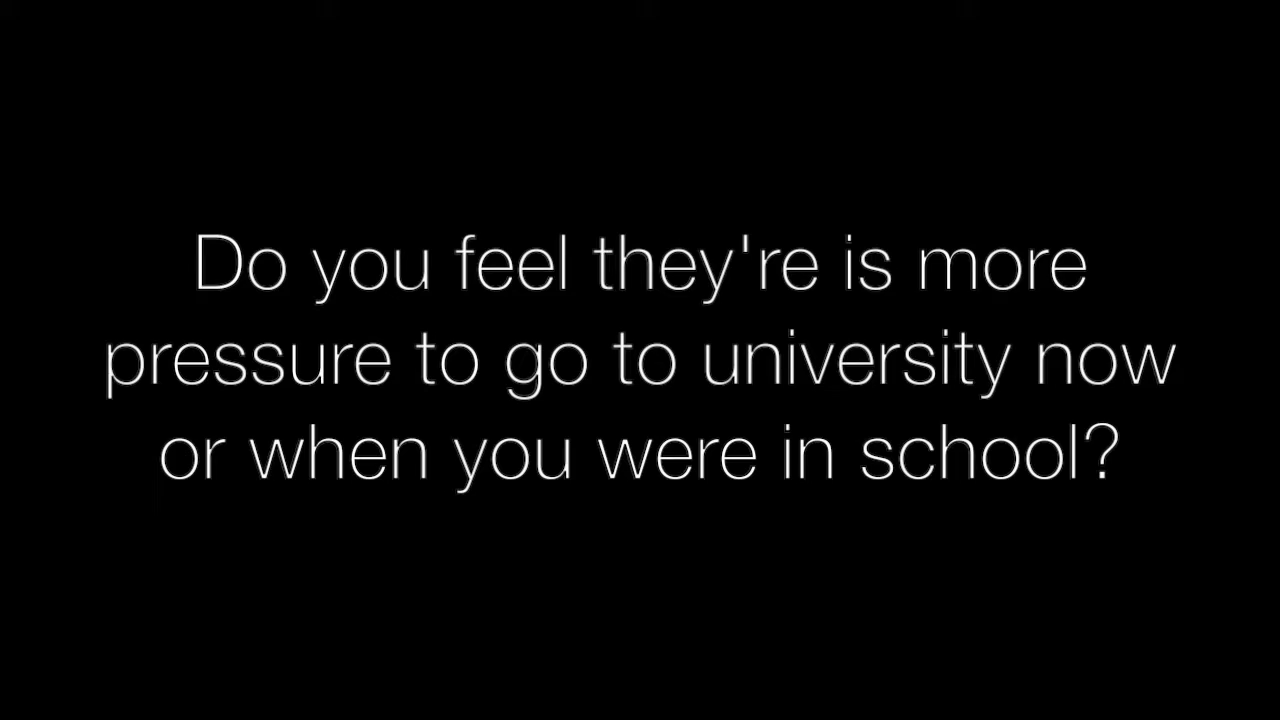 Do you feel they're is more
pressure to go to university now
or when you were in school?